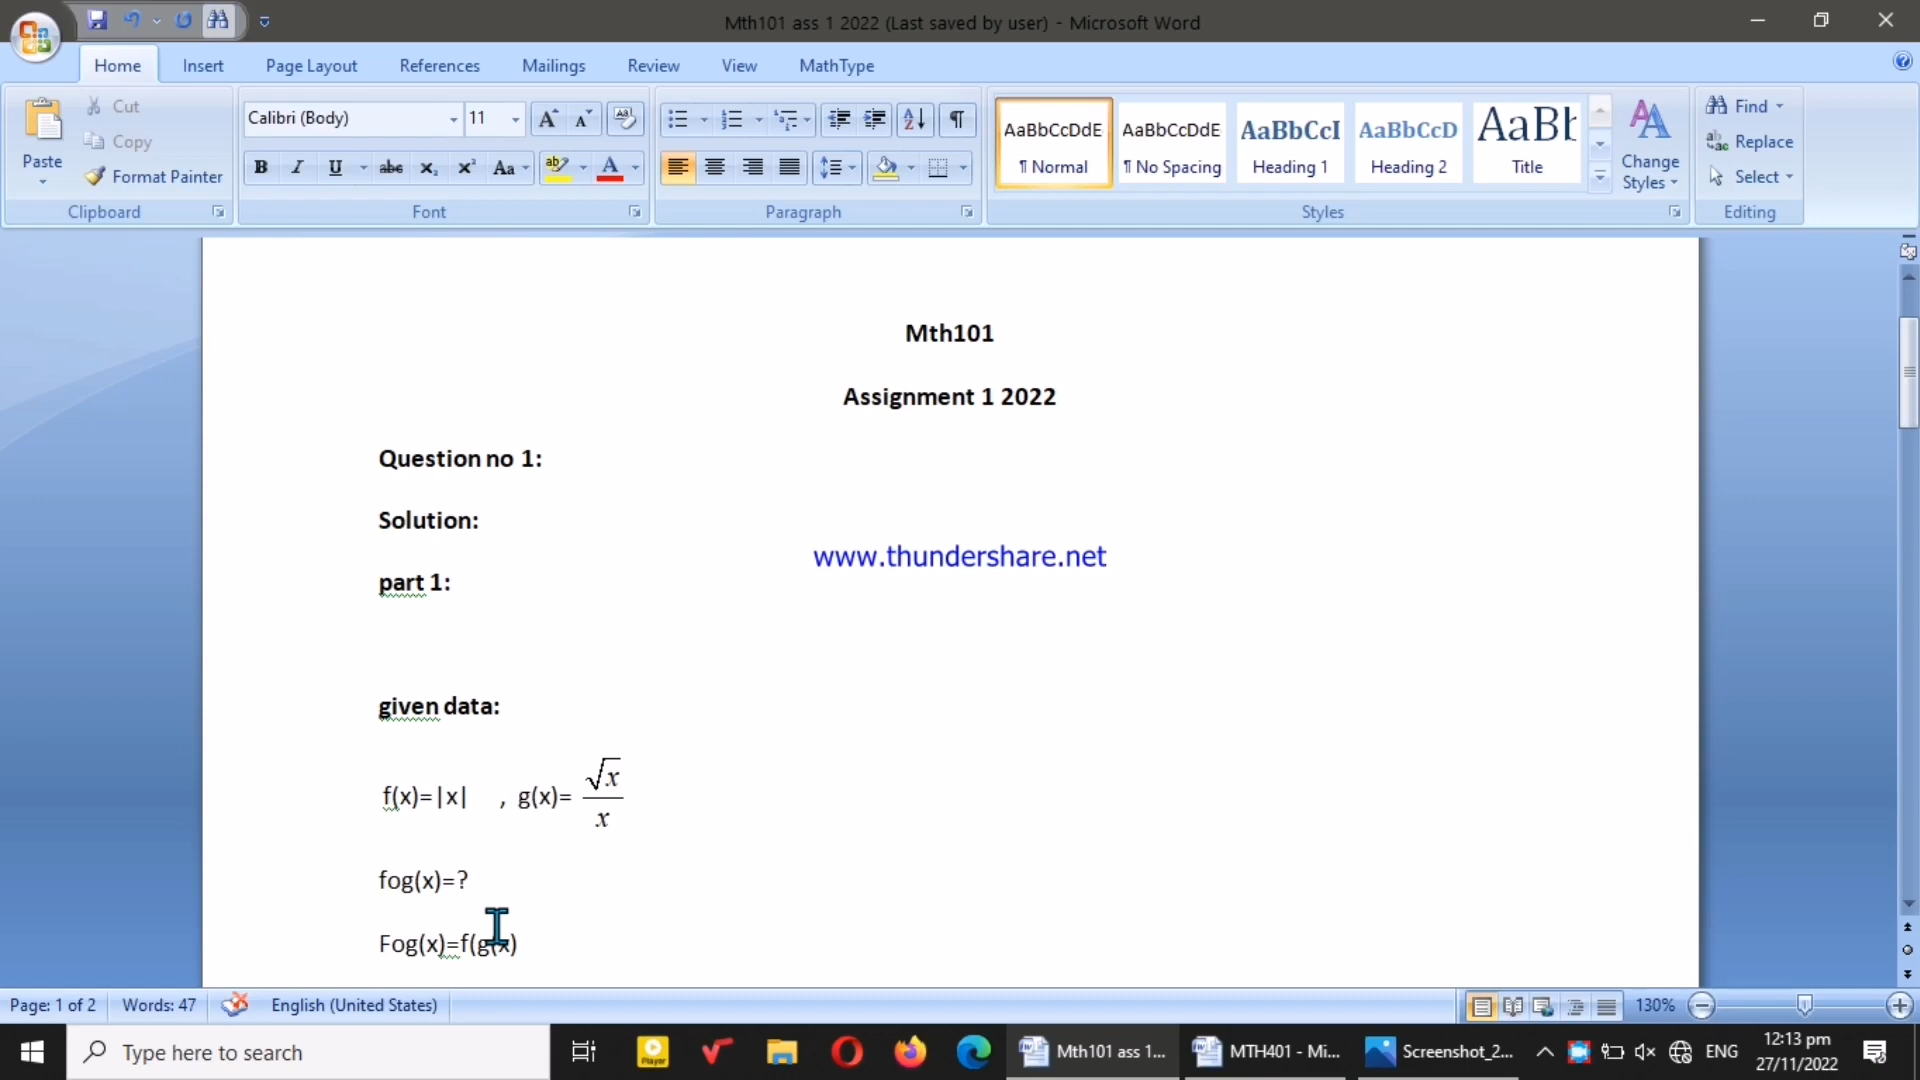 Mth101 ass 1 2022 (Last saved by user) - Microsoft Word
Home Insert Page Layout References Mailings Review View MathType
Paste Cut Copy Format Painter Clipboard
Calibri (Body) 11 Font
Paragraph
AaBbCcDdE AaBbCcDdE AaBbCcI AaBbCcD AaBI
¶ Normal ¶ No Spacing Heading 1 Heading 2 Title
Change Styles
Styles
Find
Replace
Select
Editing
Mth101
Assignment 1 2022
Question no 1:
Solution:
www.thundershare.net
part 1:
given data:
f(x)=|x| , g(x)= √x / x
fog(x)=?
Fog(x)=f(g(x)
Page: 1 of 2 Words: 47 English (United States) 130%
Type here to search Mth101 ass 1... MTH401 - Mi... Screenshot_2... ENG 12:13 pm
27/11/2022